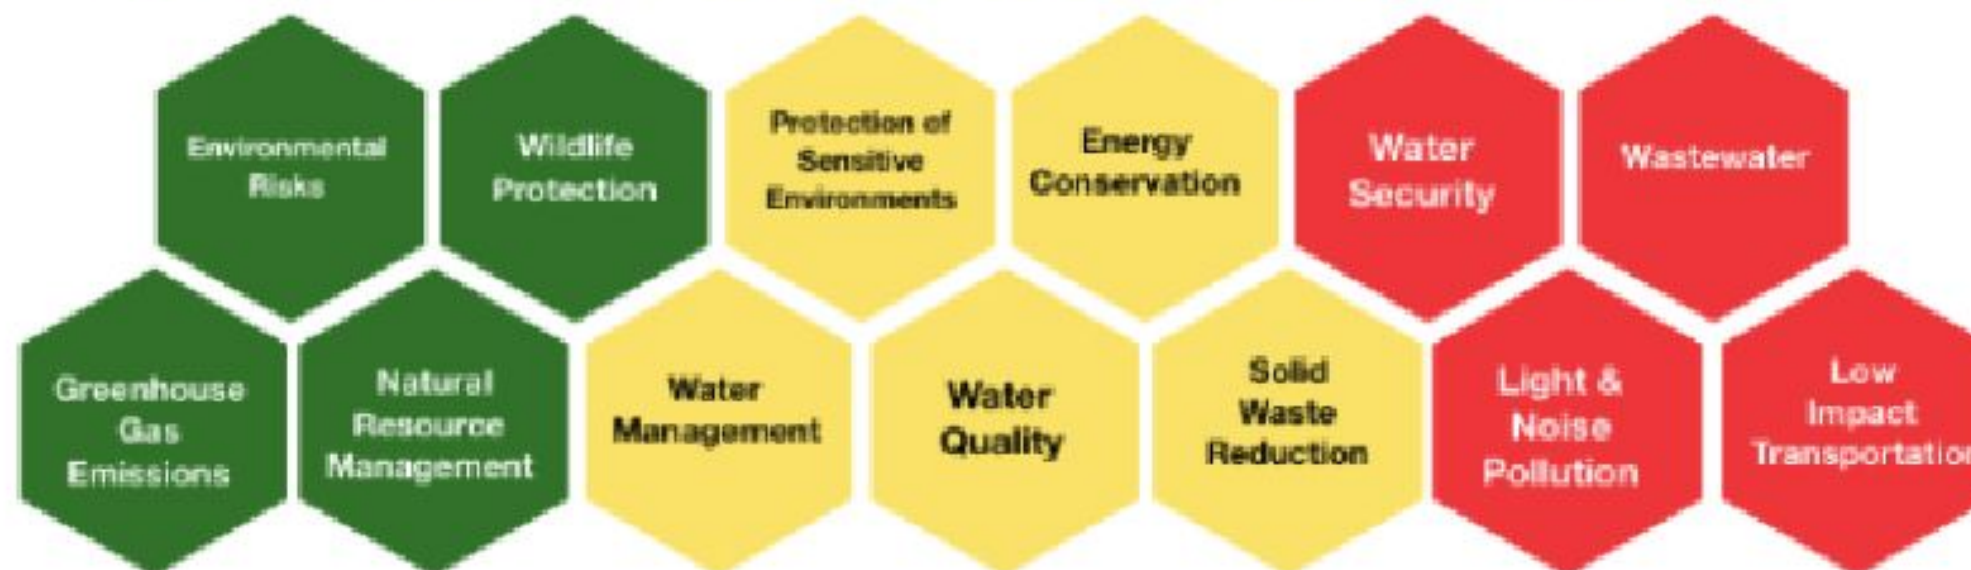 Environmental
Risks
Wildlife
Protection
Protection of
Sensitive
Environments
Energy
Conservation
Water
Security
Wastewater
Greenhouse
Gas
Emissions
Natural
Resource
Management
Water
Management
Water
Quality
Solid
Waste
Reduction
Light &
Noise
Pollution
Low
Impact
Transportation